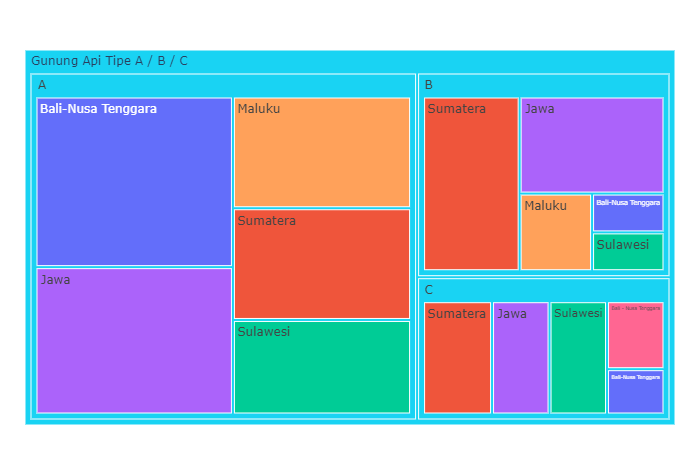 Gunung Api Tipe A / B / C
A
Bali-Nusa Tenggara
Maluku
Sumatera
Jawa
Sulawesi
B
Sumatera
Jawa
Maluku
Bali-Nusa Tenggara
Sulawesi
C
Sumatera
Jawa
Sulawesi
Bali - Nusa Tenggara
Bali-Nusa Tenggara